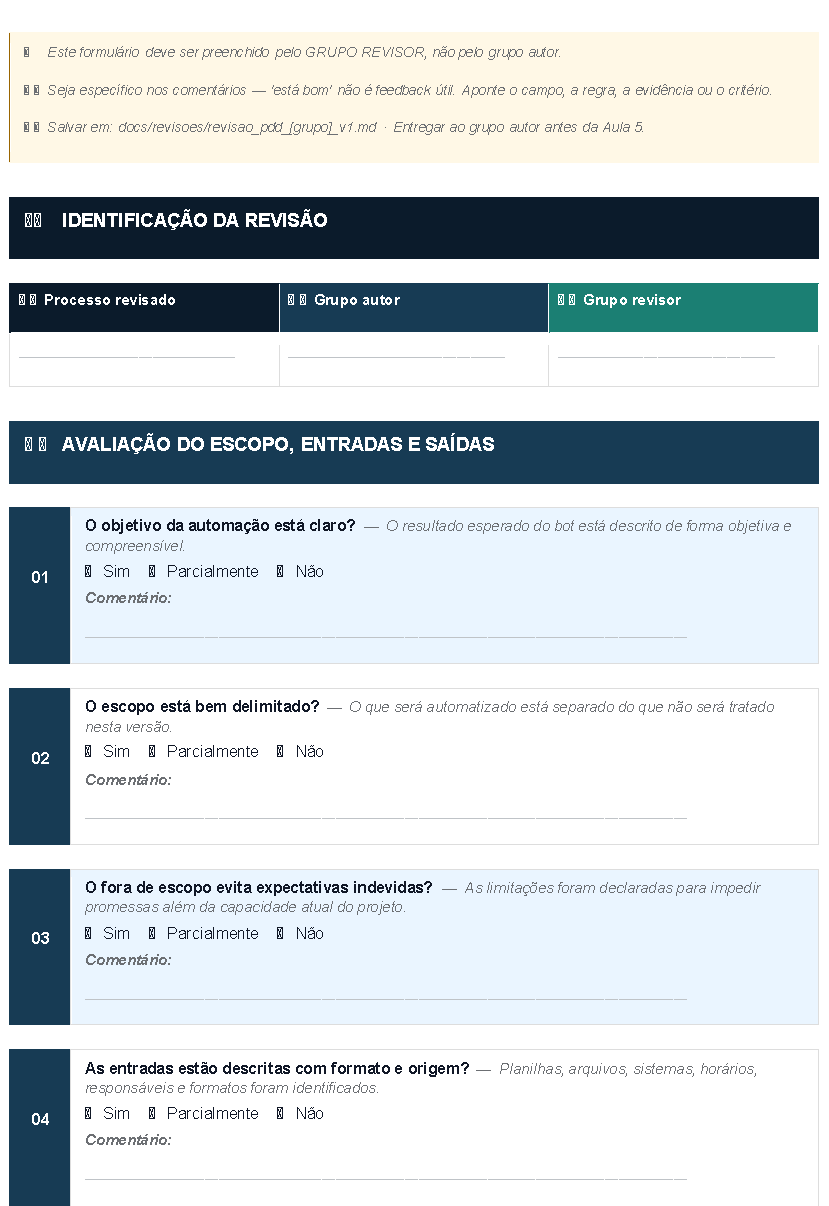 Este formulário deve ser preenchido pelo GRUPO REVISOR, não pelo grupo autor.
Seja específico nos comentários — 'está bom' não é feedback útil. Aponte o campo, a regra, a evidência ou o critério.
Salvar em: docs/revisoes/revisao_pdd_[grupo]_v1.md · Entregar ao grupo autor antes da Aula 5.
IDENTIFICAÇÃO DA REVISÃO
Processo revisado
Grupo autor
Grupo revisor
AVALIAÇÃO DO ESCOPO, ENTRADAS E SAÍDAS
01
O objetivo da automação está claro? — O resultado esperado do bot está descrito de forma objetiva e
compreensível.
Sim Parcialmente Não
Comentário:
02
O escopo está bem delimitado? — O que será automatizado está separado do que não será tratado
nesta versão.
Sim Parcialmente Não
Comentário:
03
O fora de escopo evita expectativas indevidas? — As limitações foram declaradas para impedir
promessas além da capacidade atual do projeto.
Sim Parcialmente Não
Comentário:
04
As entradas estão descritas com formato e origem? — Planilhas, arquivos, sistemas, horários,
responsáveis e formatos foram identificados.
Sim Parcialmente Não
Comentário: